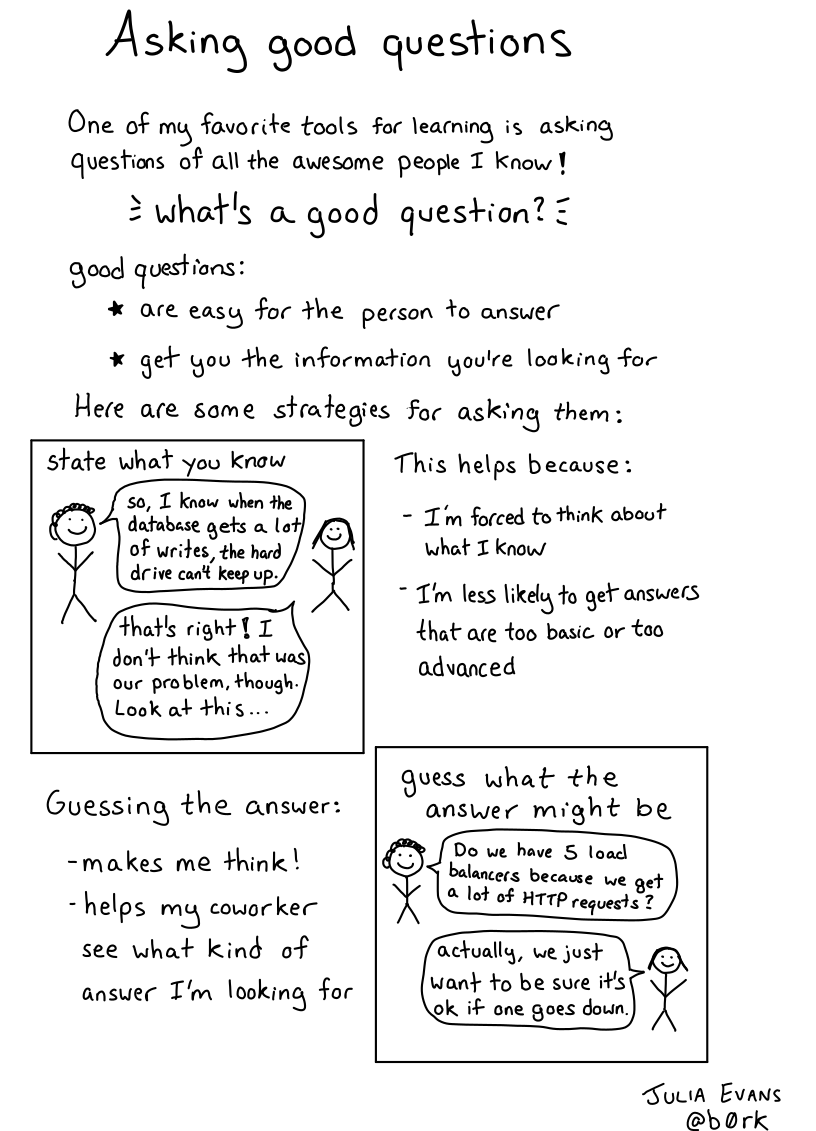 Asking good questions
One of my favorite tools for learning is asking
questions of all the awesome people I know!
what's a good question?
good questions:
★ are easy for the person to answer
★ get you the information you're looking for
Here are some strategies for asking them:
state what you know
so, I know when the
database gets a lot
of writes, the hard
drive can't keep up.
that's right! I
don't think that was
our problem, though.
Look at this...
This helps because:
- I'm forced to think about
what I know
- I'm less likely to get answers
that are too basic or too
advanced
Guessing the answer:
- makes me think!
- helps my coworker
see what kind of
answer I'm looking for
guess what the
answer might be
Do we have 5 load
balancers because we get
a lot of HTTP requests?
actually, we just
want to be sure it's
ok if one goes down.
JULIA EVANS
@b0rk